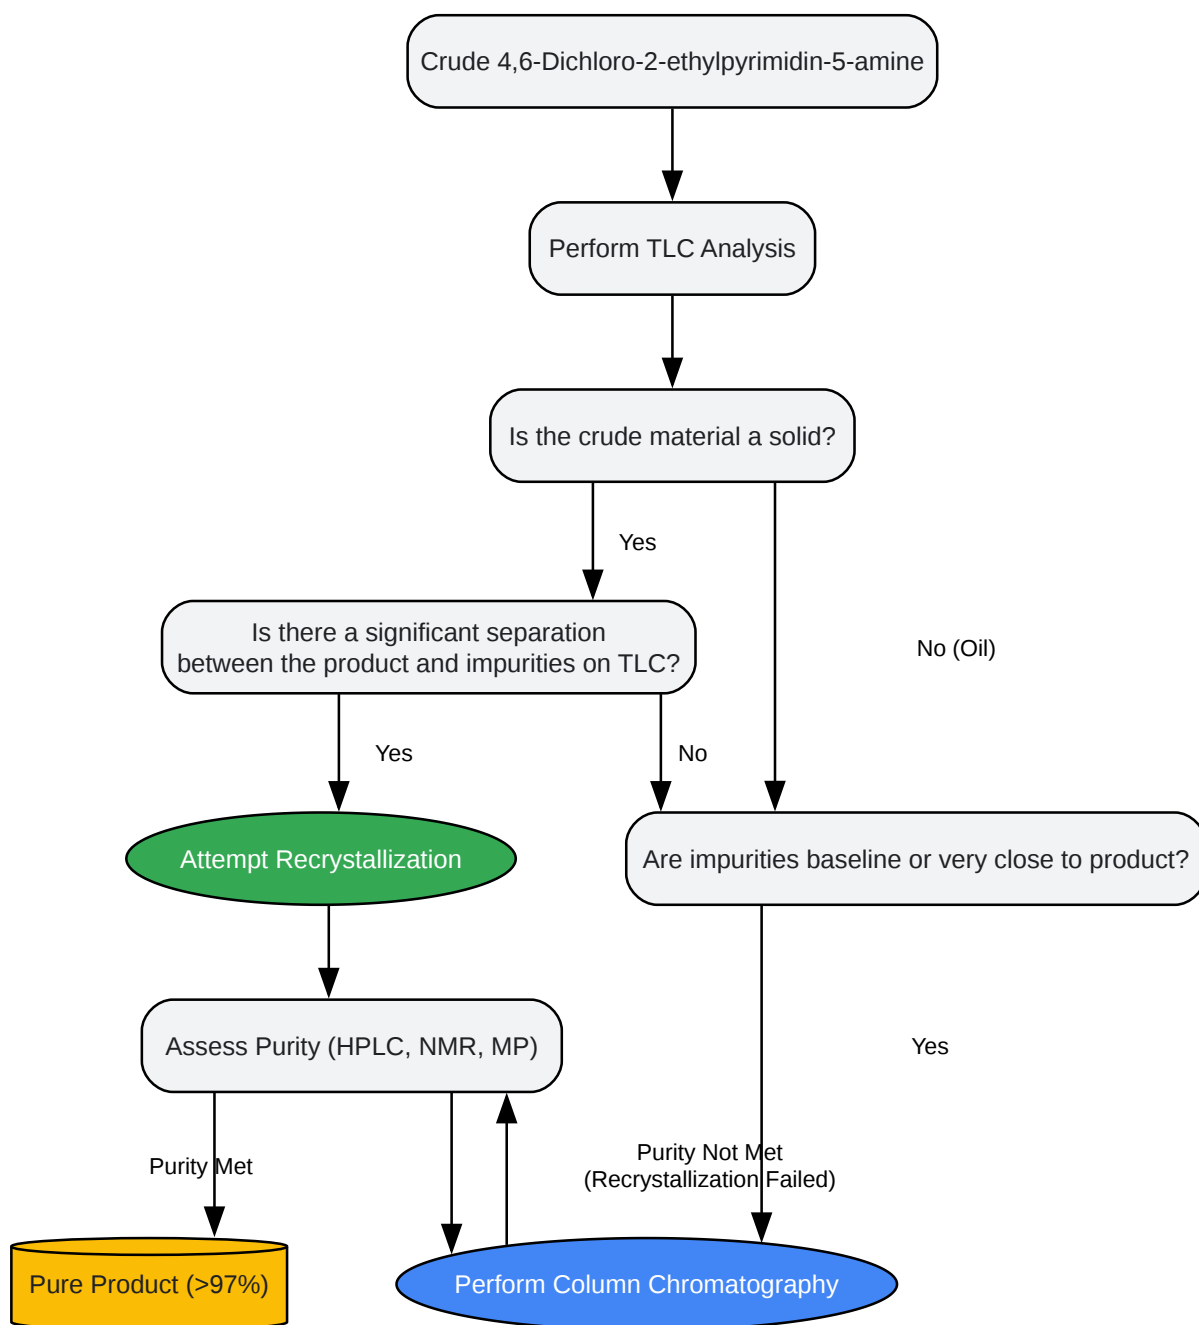 Crude 4,6-Dichloro-2-ethylpyrimidin-5-amine
Perform TLC Analysis
Is the crude material a solid?
Yes
No (Oil)
Is there a significant separation
between the product and impurities on TLC?
Yes
No
Attempt Recrystallization
Are impurities baseline or very close to product?
Assess Purity (HPLC, NMR, MP)
Yes
Purity Met
Purity Not Met
(Recrystallization Failed)
Pure Product (>97%)
Perform Column Chromatography